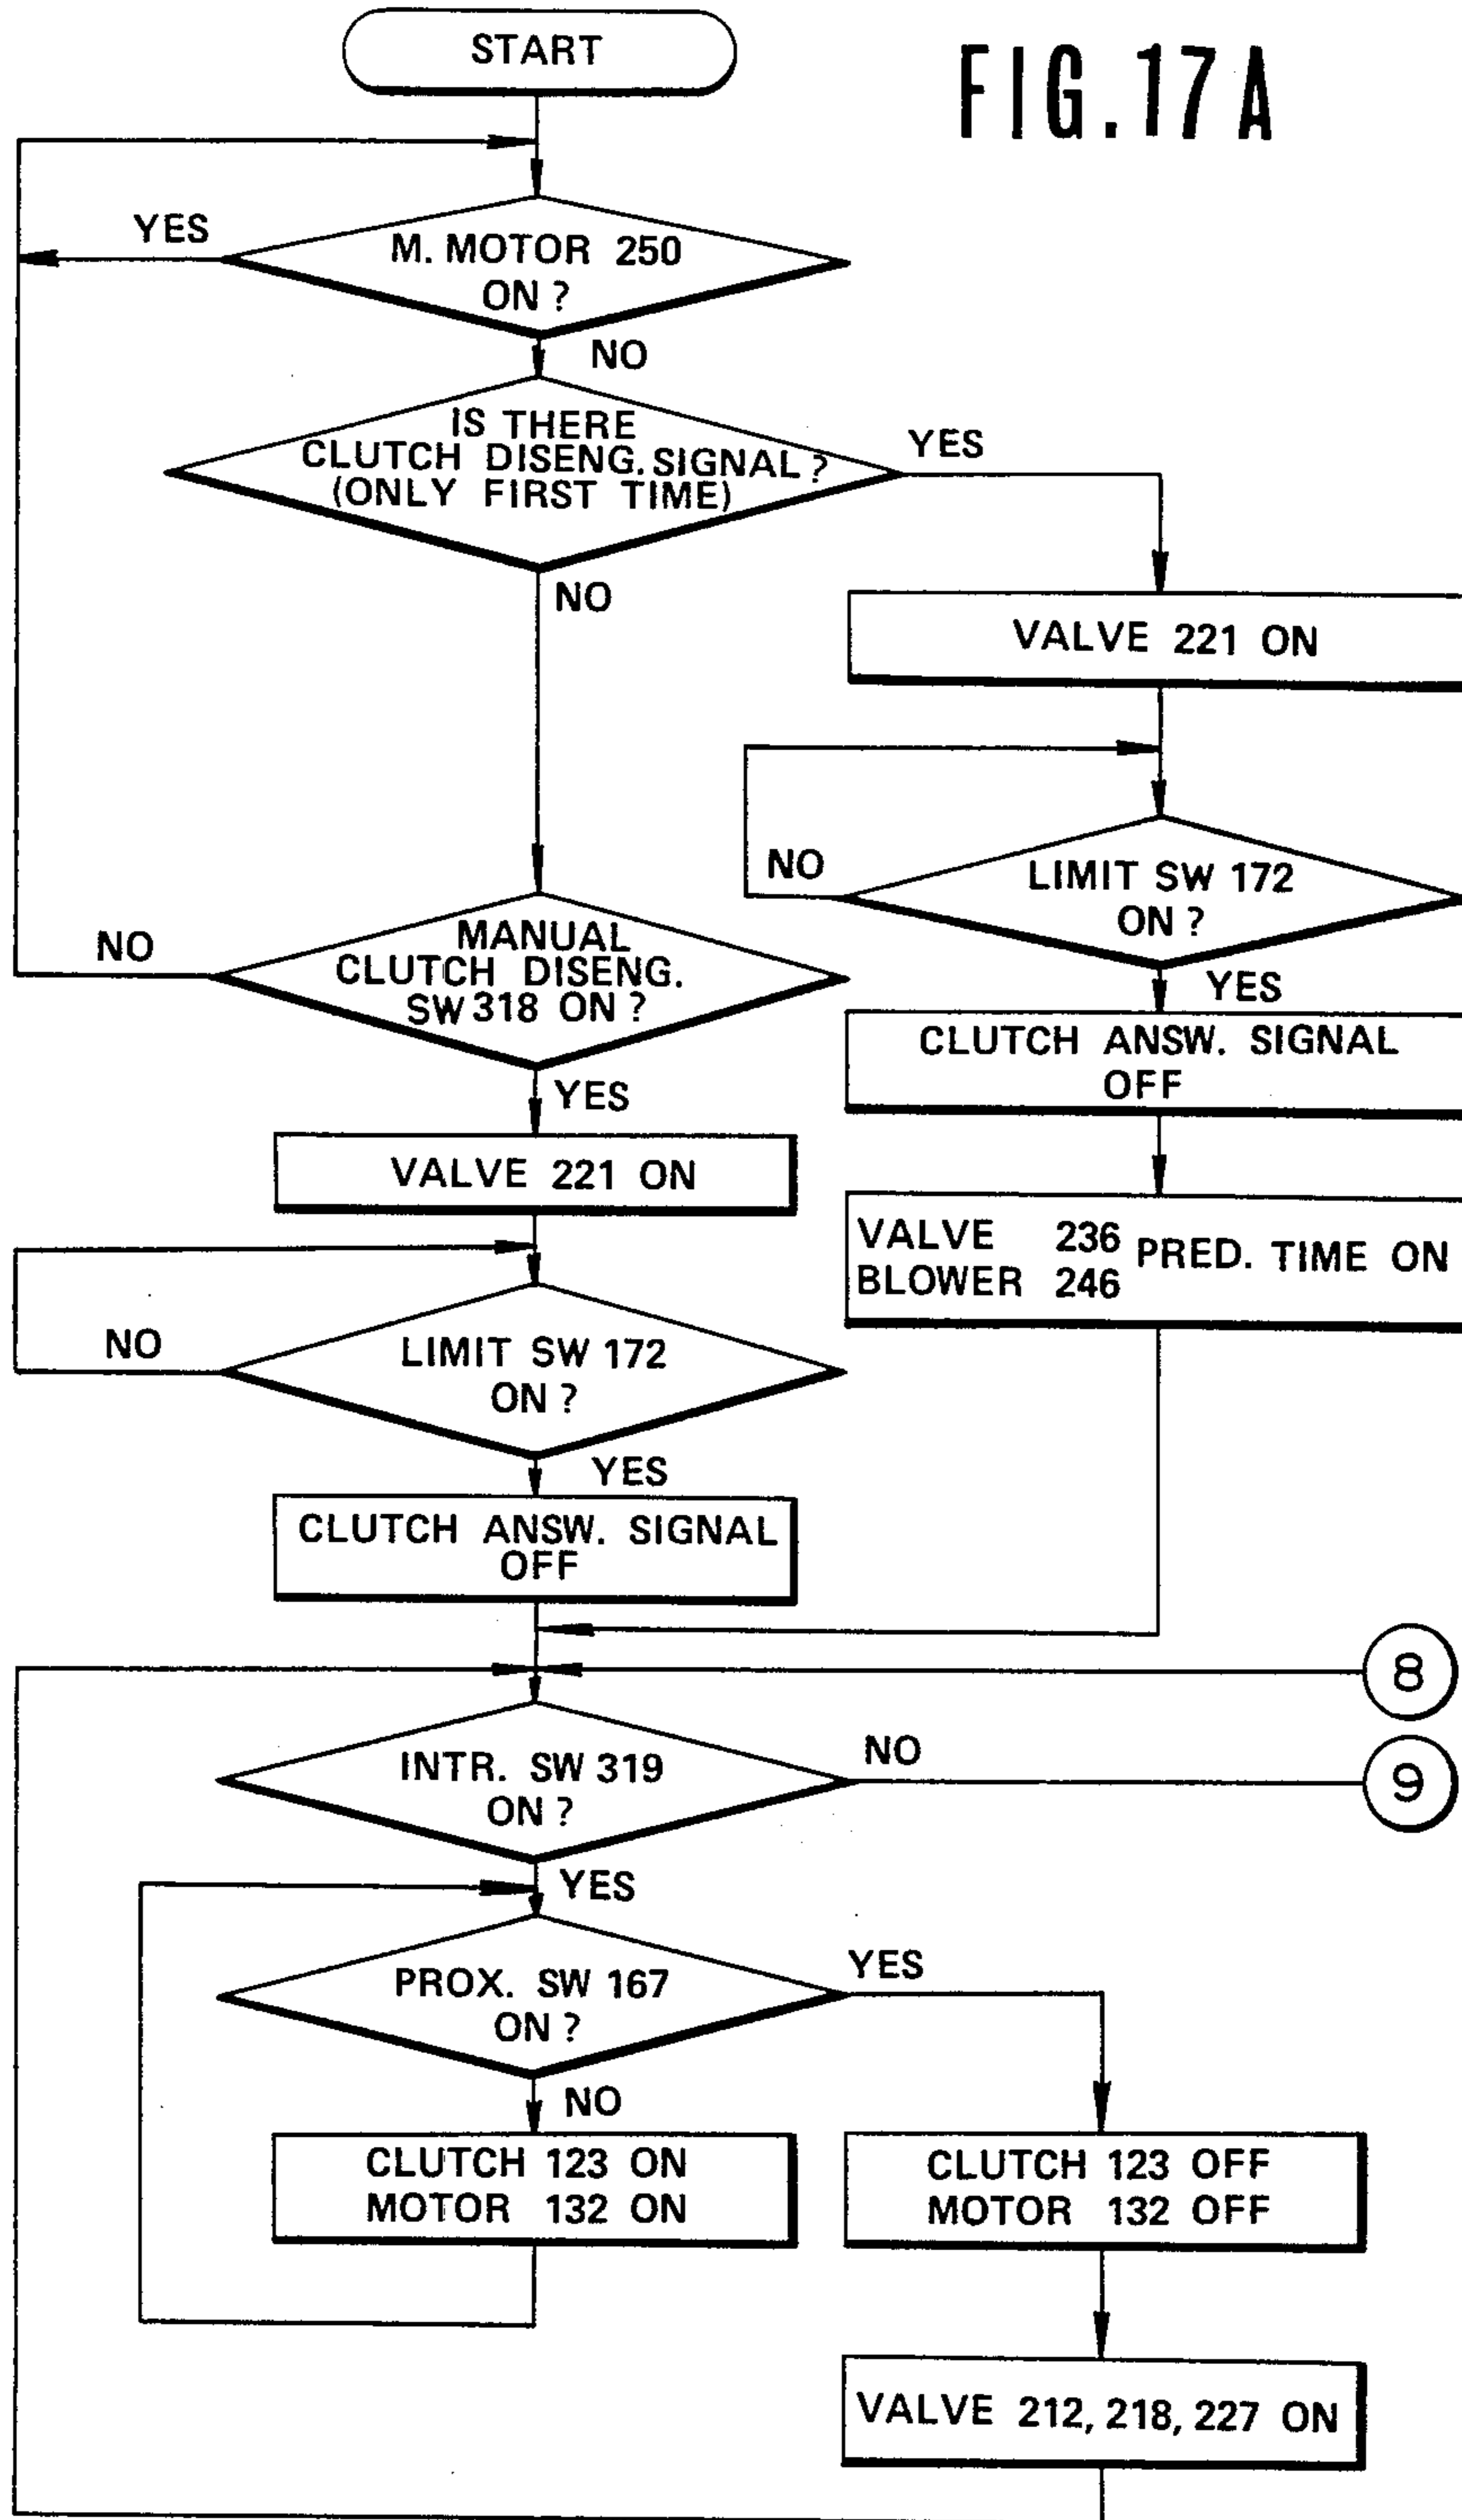 START
FIG.17A
YES
M. MOTOR 250
ON ?
NO
IS THERE
CLUTCH DISENG. SIGNAL ?
(ONLY FIRST TIME)
YES
NO
VALVE 221 ON
NO
LIMIT SW 172
ON ?
YES
NO
MANUAL
CLUTCH DISENG.
SW 318 ON ?
YES
CLUTCH ANSW. SIGNAL
OFF
VALVE 221 ON
VALVE 236
BLOWER 246
PRED. TIME ON
NO
LIMIT SW 172
ON ?
YES
CLUTCH ANSW. SIGNAL
OFF
8
INTR. SW 319
ON ?
NO
9
YES
PROX. SW 167
ON ?
YES
NO
CLUTCH 123 ON
MOTOR 132 ON
CLUTCH 123 OFF
MOTOR 132 OFF
VALVE 212, 218, 227 ON